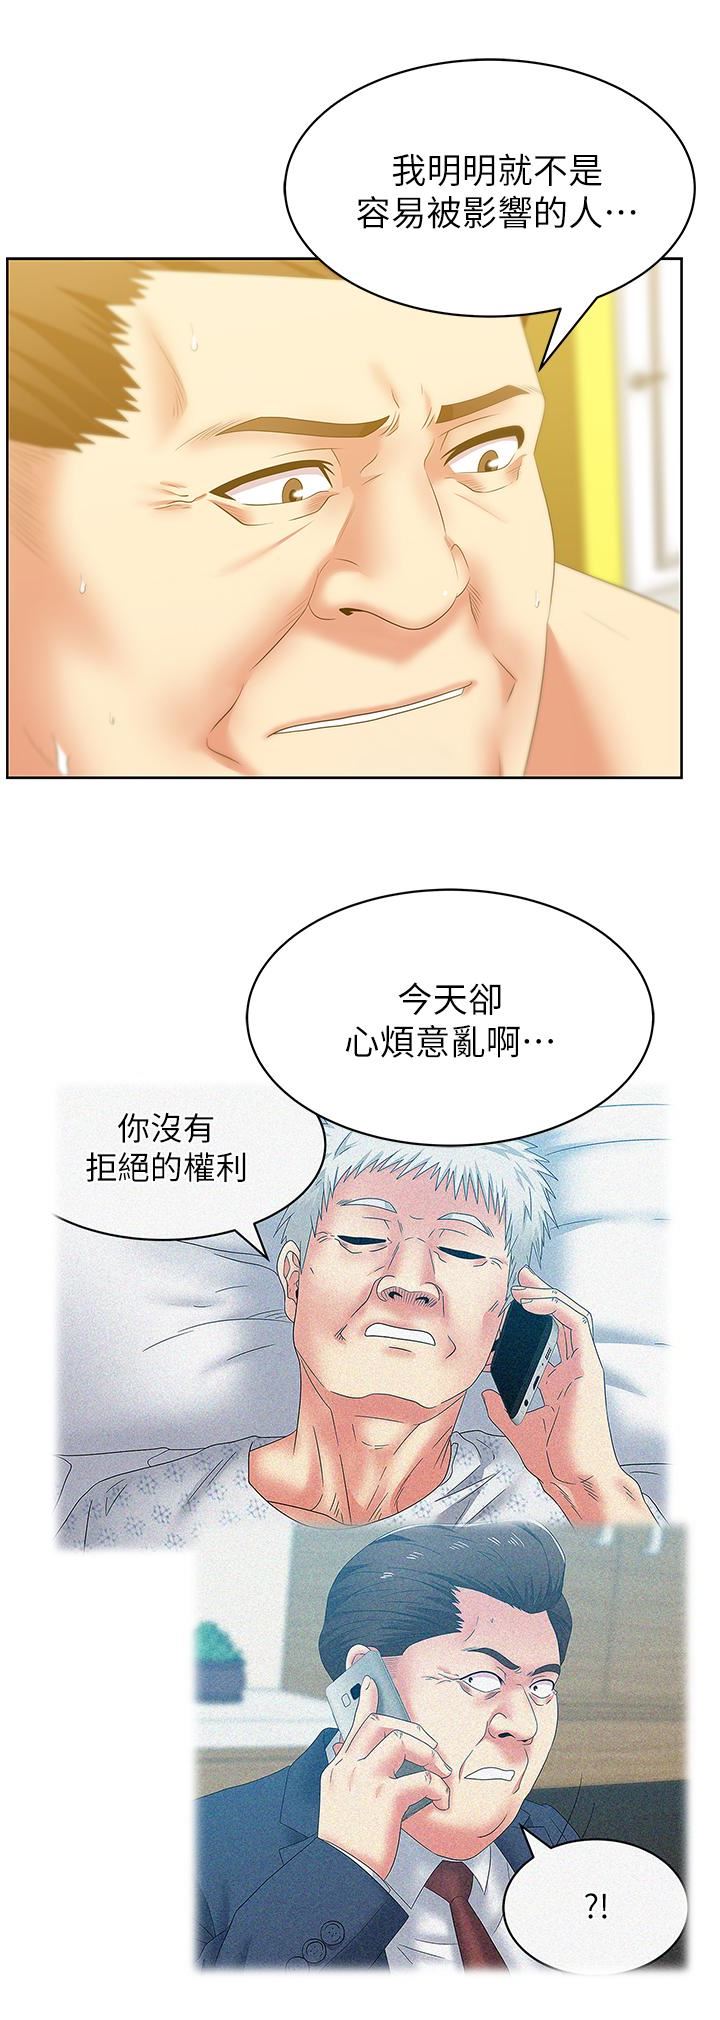 我明明就不是
容易被影響的人⋯
今天卻
心煩意亂啊⋯
你沒有
拒絕的權利
?!